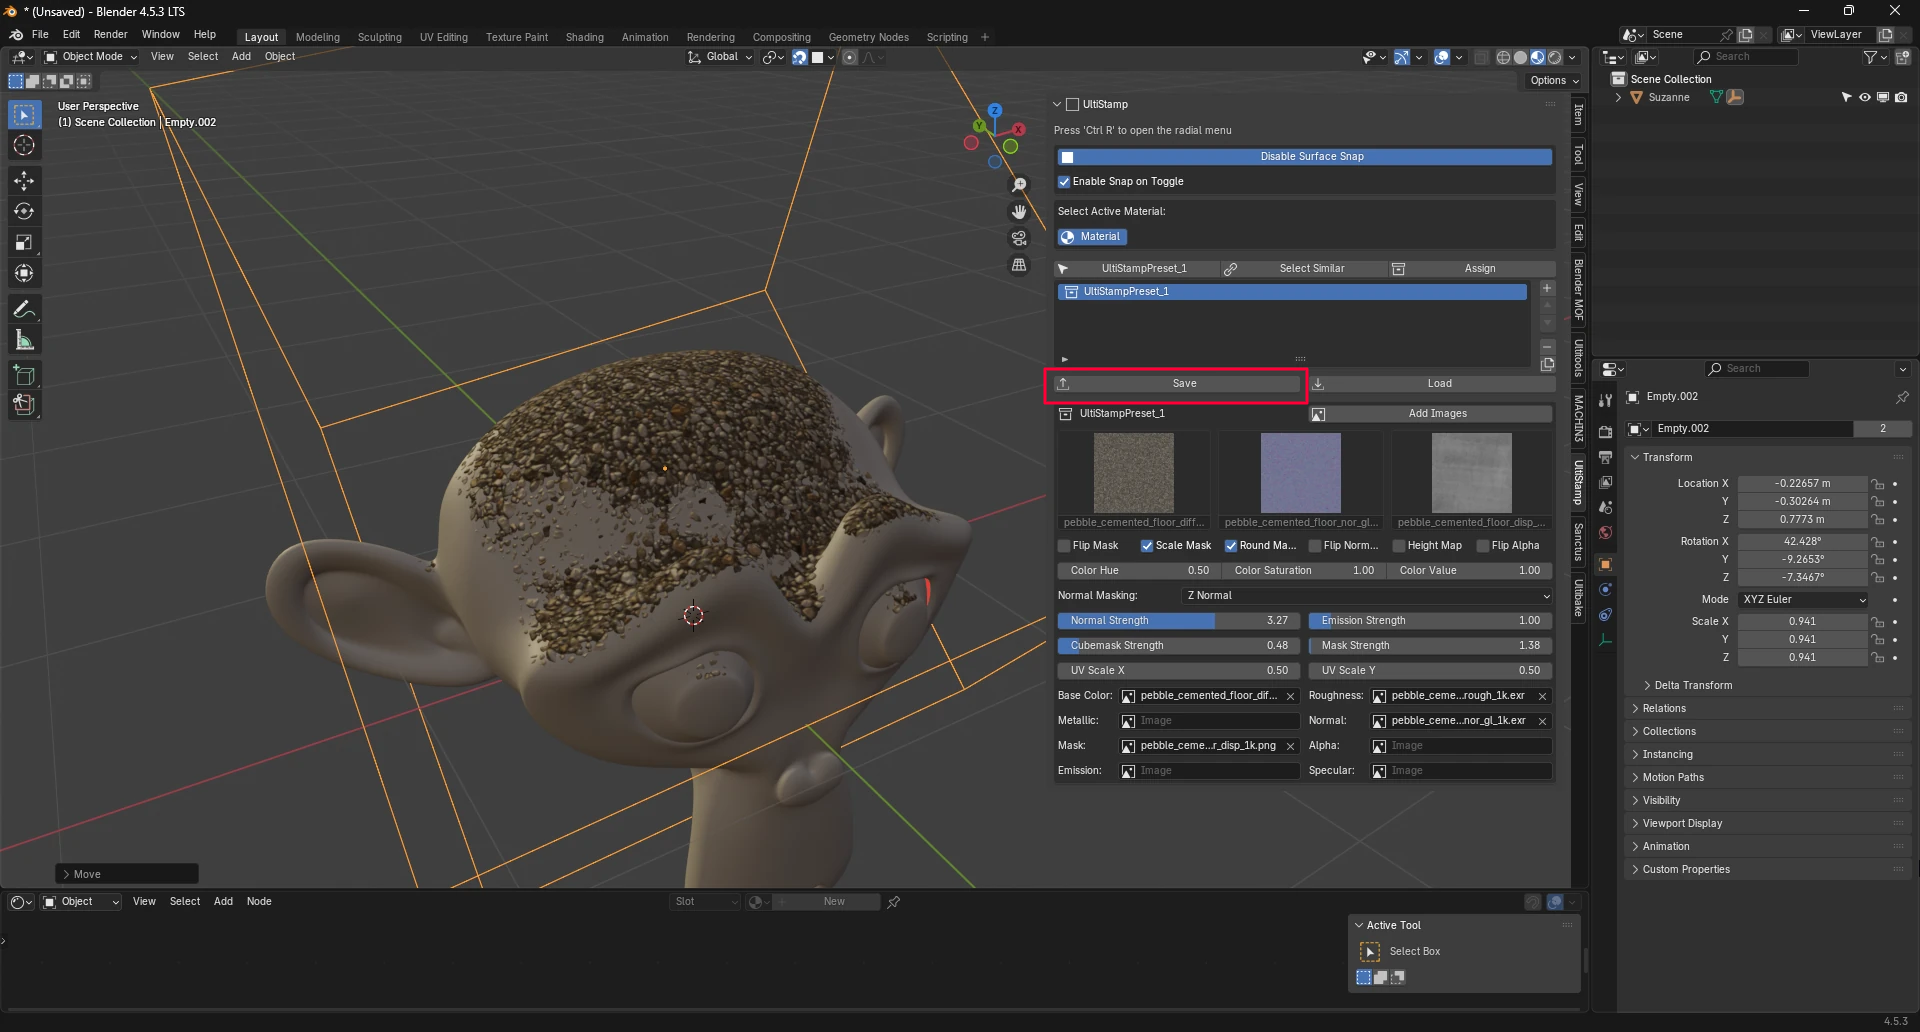 * (Unsaved) - Blender 4.5.3 LTS
File Edit Render Window Help Layout Modeling Sculpting UV Editing Texture Paint Shading Animation Rendering Compositing Geometry Nodes Scripting + Scene ViewLayer
Object Mode View Select Add Object Global Search
Options
User Perspective
(1) Scene Collection | Empty.002
Z
Y
X
UltiStamp
Press 'Ctrl R' to open the radial menu
Disable Surface Snap
Enable Snap on Toggle
Select Active Material:
Material
UltiStampPreset_1 Select Similar Assign
UltiStampPreset_1
Save Load
UltiStampPreset_1 Add Images
pebble_cemented_floor_diff... pebble_cemented_floor_nor_gl... pebble_cemented_floor_disp_...
Flip Mask Scale Mask Round Ma... Flip Norm... Height Map Flip Alpha
Color Hue 0.50 Color Saturation 1.00 Color Value 1.00
Normal Masking: Z Normal
Normal Strength 3.27 Emission Strength 1.00
Cubemask Strength 0.48 Mask Strength 1.38
UV Scale X 0.50 UV Scale Y 0.50
Base Color: pebble_cemented_floor_dif... Roughness: pebble_ceme...rough_1k.exr
Metallic: Image Normal: pebble_ceme...nor_gl_1k.exr
Mask: pebble_ceme...r_disp_1k.png Alpha: Image
Emission: Image Specular: Image
Item
Tool
View
Edit
Blender MOF
Ultitools
MACHIN3
UltiStamp
Sanctus
Ultibake
Scene Collection
Suzanne
Search
Empty.002
Empty.002 2
Transform
Location X -0.22657 m
Y -0.30264 m
Z 0.7773 m
Rotation X 42.428°
Y -9.2653°
Z -7.3467°
Mode XYZ Euler
Scale X 0.941
Y 0.941
Z 0.941
Delta Transform
Relations
Collections
Instancing
Motion Paths
Visibility
Viewport Display
Animation
Custom Properties
Move
Object View Select Add Node Slot New
Active Tool
Select Box
4.5.3